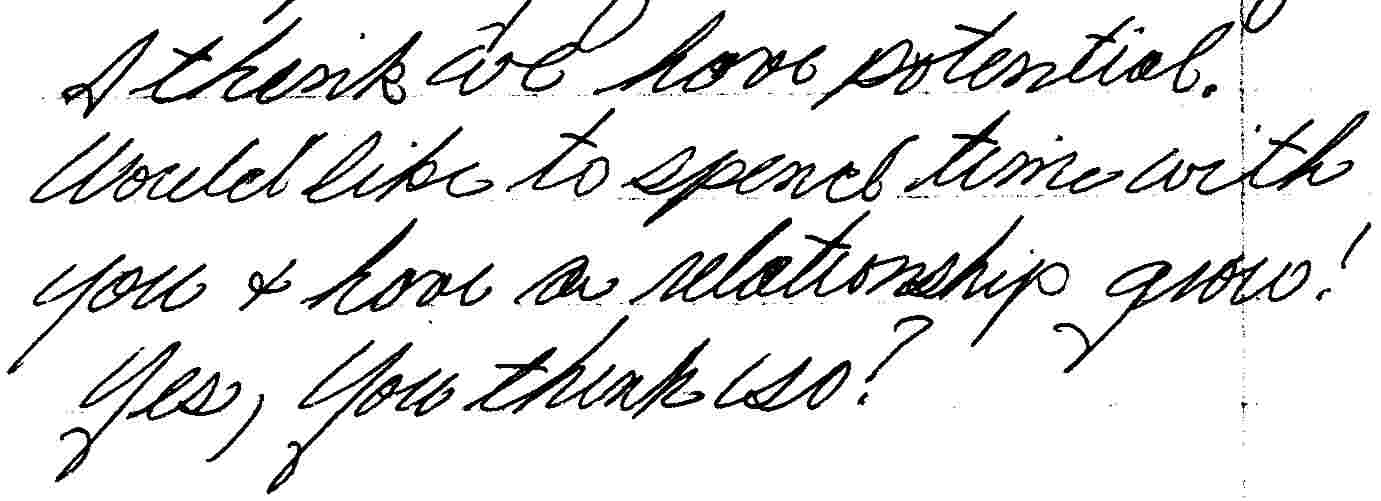 I think we have potential.
Would like to spend time with
you & have a relationship grow!
Yes, you think so?